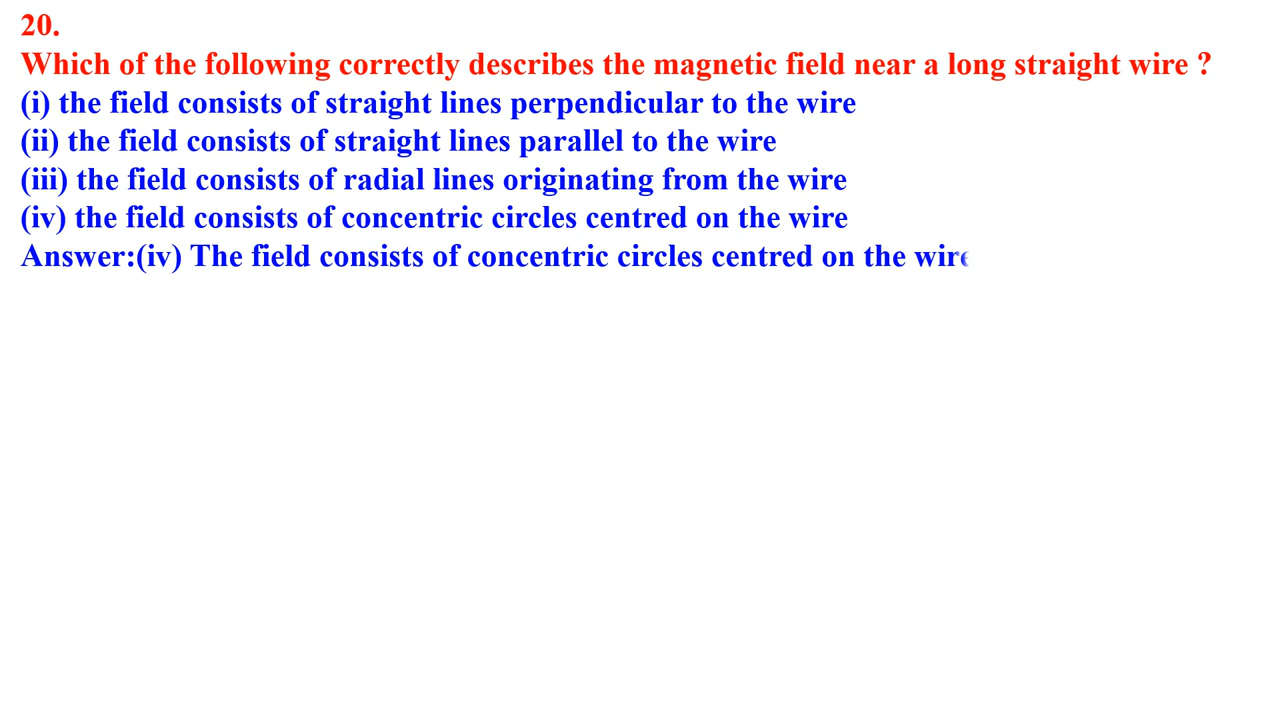 20.
Which of the following correctly describes the magnetic field near a long straight wire ?
(i) the field consists of straight lines perpendicular to the wire
(ii) the field consists of straight lines parallel to the wire
(iii) the field consists of radial lines originating from the wire
(iv) the field consists of concentric circles centred on the wire
Answer:(iv) The field consists of concentric circles centred on the wire